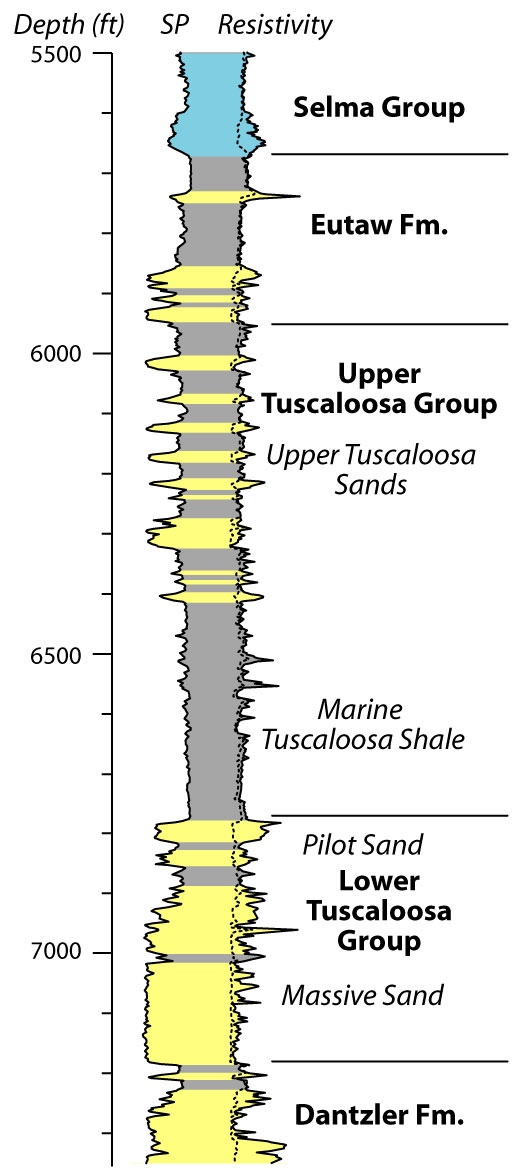 Depth (ft) SP Resistivity
5500
Selma Group
Eutaw Fm.
6000
Upper
Tuscaloosa Group
Upper Tuscaloosa
Sands
6500
Marine
Tuscaloosa Shale
Pilot Sand
Lower
Tuscaloosa
Group
7000
Massive Sand
Dantzler Fm.